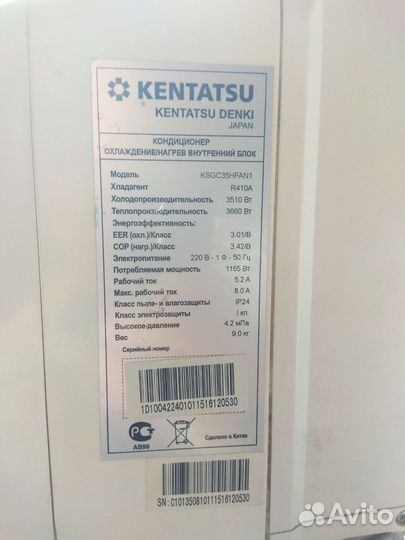 KENTATSU
KENTATSU DENKI
JAPAN
КОНДИЦИОНЕР
ОХЛАЖДЕНИЕ/НАГРЕВ ВНУТРЕННИЙ БЛОК
Модель KSGC35HFAN1
Хладагент R410A
Холодопроизводительность 3510 Вт
Теплопроизводительность 3660 Вт
Энергоэффективность:
EER (охл.)/Класс 3.01/B
COP (нагр.)/Класс 3.42/B
Электропитание 220 В - 1 Ф - 50 Гц
Потребляемая мощность 1165 Вт
Рабочий ток 5.2 А
Макс. рабочий ток 8.0 А
Класс пыле- и влагозащиты IP24
Класс электрозащиты I кл.
Высокое-давление 4.2 мПа
Вес 9.0 кг
Серийный номер
1D100422401011516120530
АВ99
Сделано в Китае
SN: C101350810111516120530
Avito